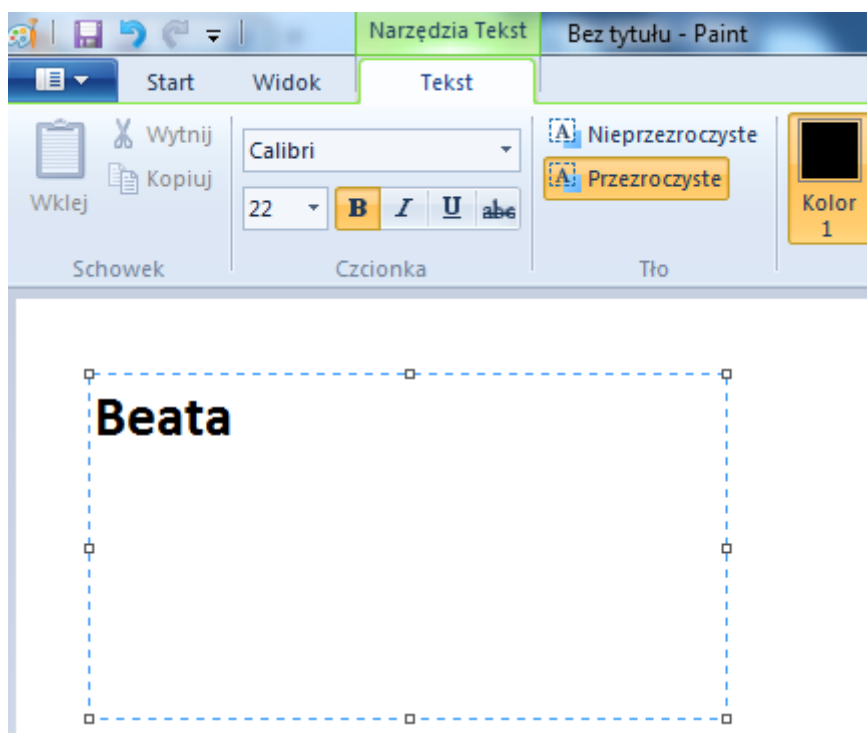 Narzędzia Tekst Bez tytułu - Paint
Start Widok Tekst
Wklej
Wytnij
Kopiuj
Schowek
Calibri
22 B I U abc
Czcionka
A Nieprzezroczyste
A Przezroczyste
Tło
Kolor
1
Beata